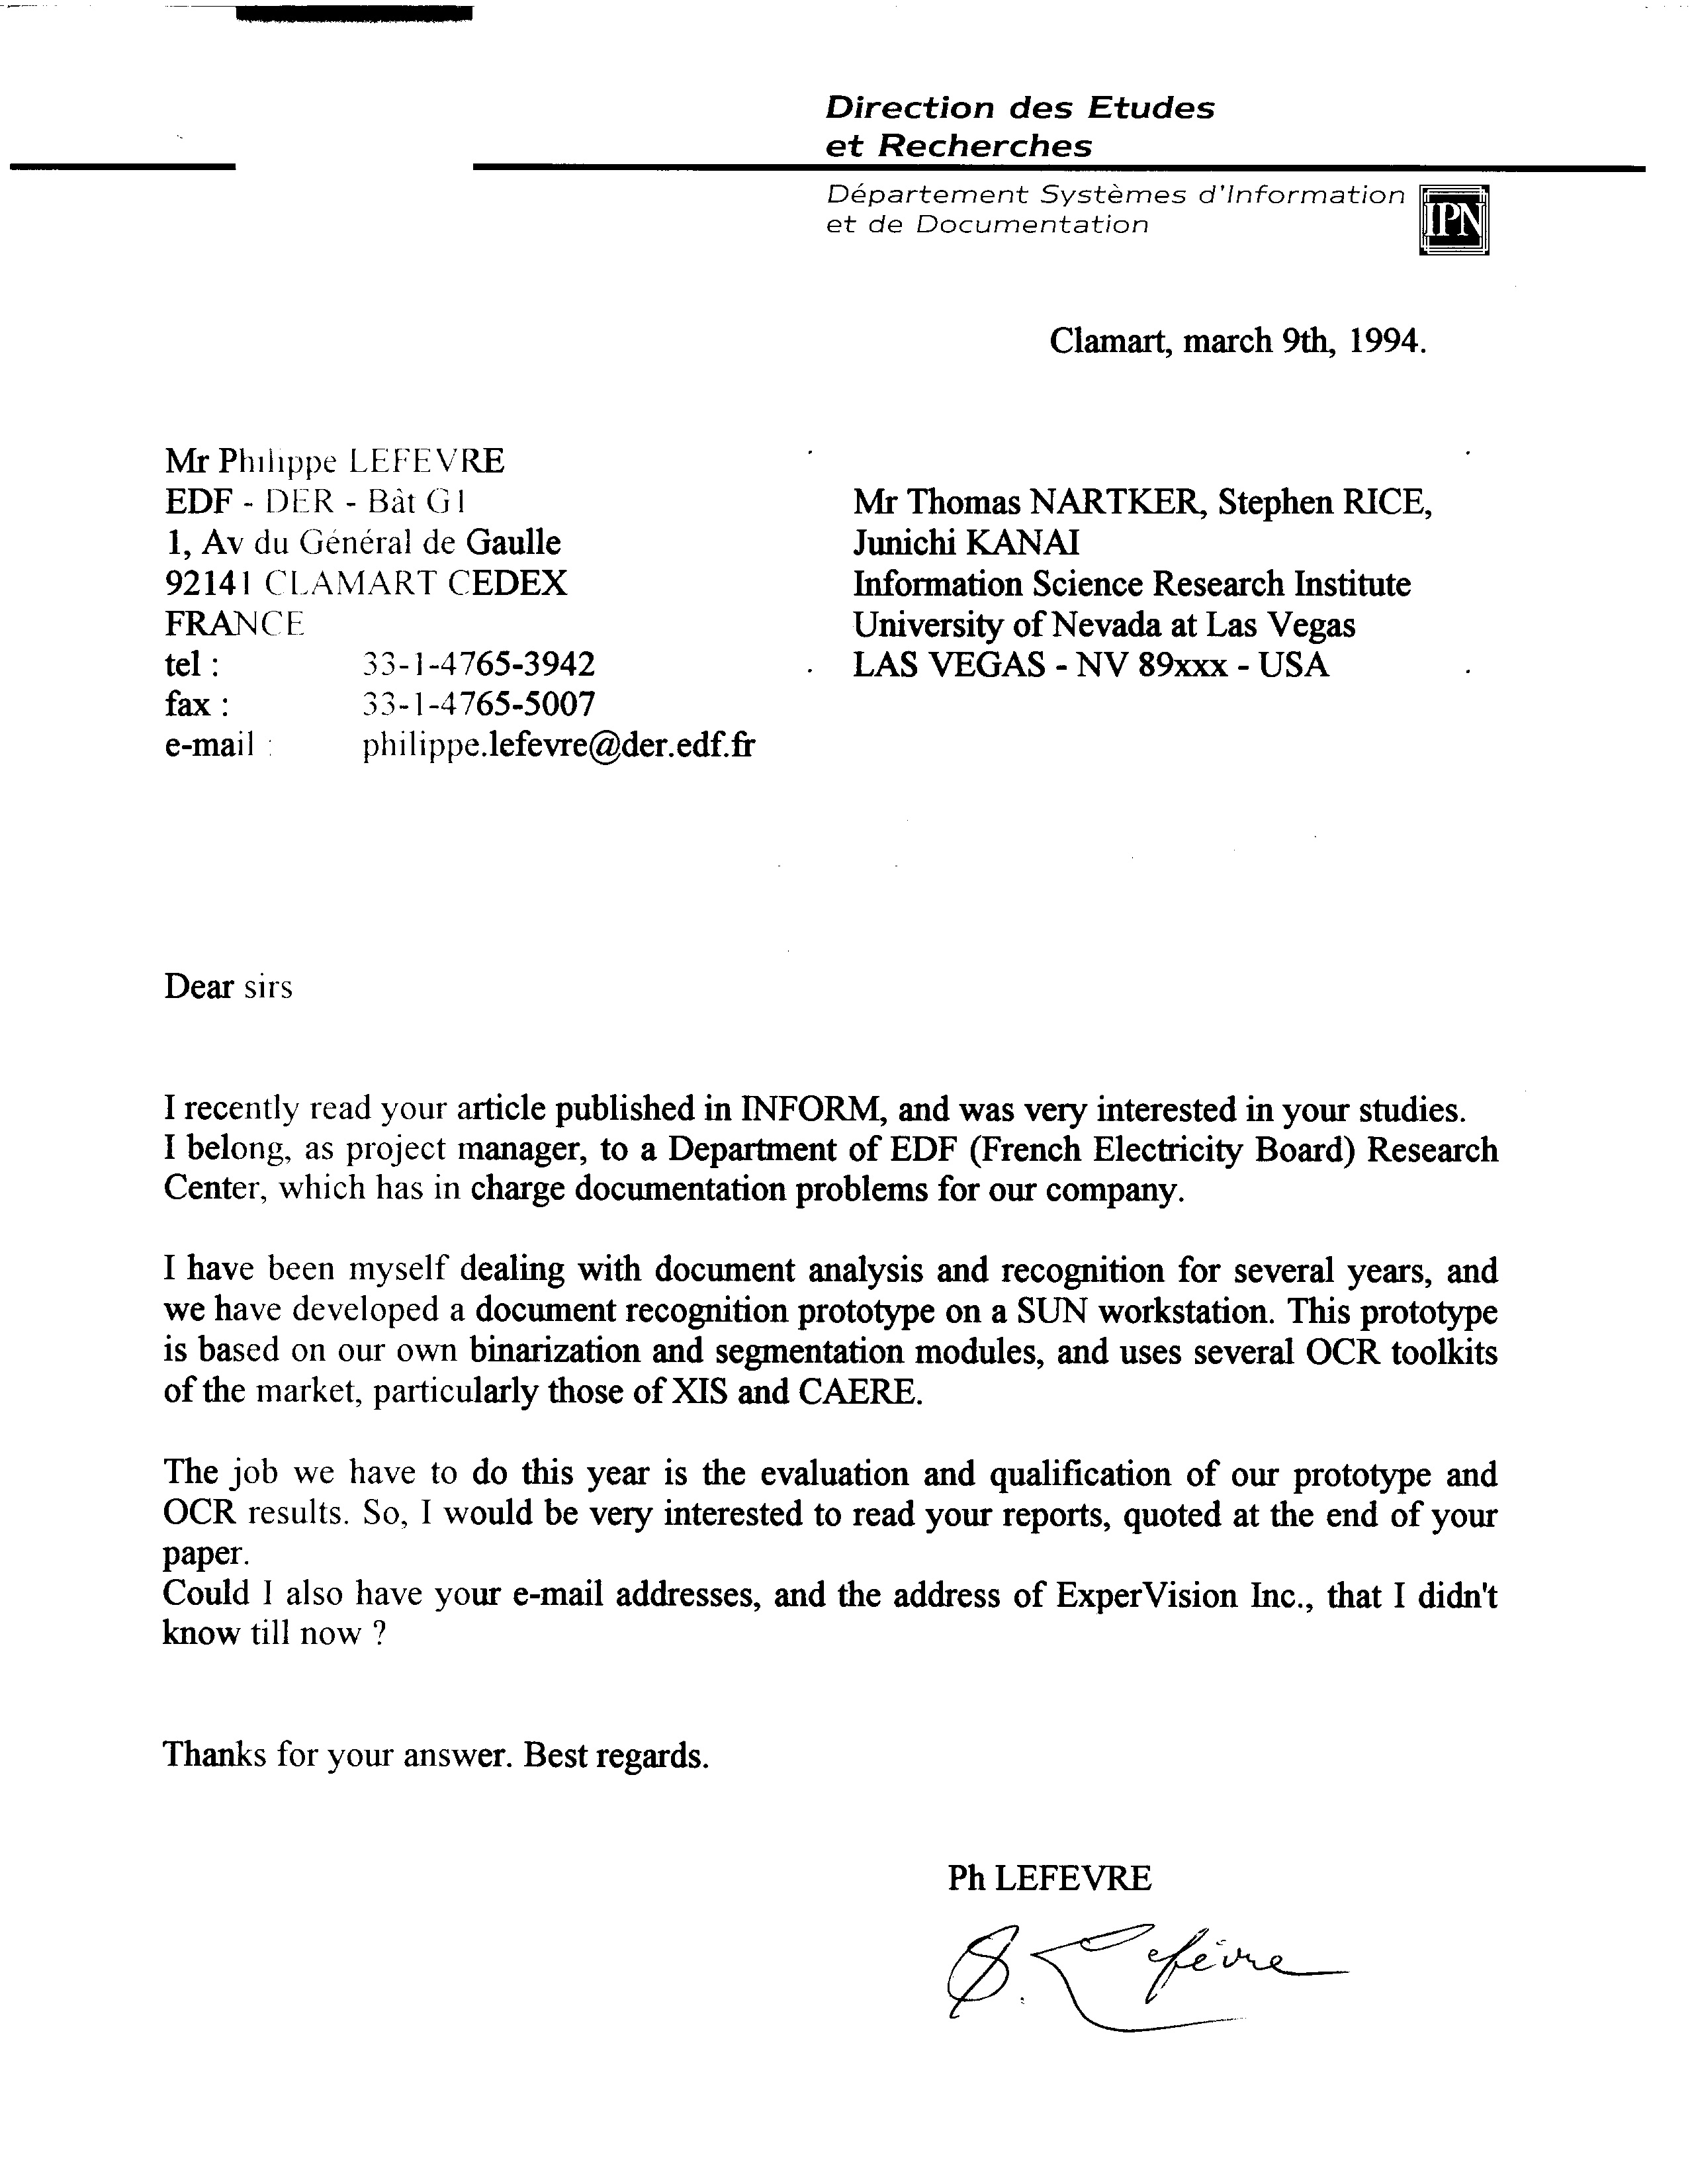 Direction des Etudes
et Recherches
Département Systèmes d'Information
et de Documentation
IPN
Clamart, march 9th, 1994.
Mr Philippe LEFEVRE
EDF - DER - Bât G1
1, Av du Général de Gaulle
92141 CLAMART CEDEX
FRANCE
tel : 33-1-4765-3942
fax : 33-1-4765-5007
e-mail : philippe.lefevre@der.edf.fr
Mr Thomas NARTKER, Stephen RICE,
Junichi KANAI
Information Science Research Institute
University of Nevada at Las Vegas
LAS VEGAS - NV 89xxx - USA
Dear sirs
I recently read your article published in INFORM, and was very interested in your studies.
I belong, as project manager, to a Department of EDF (French Electricity Board) Research
Center, which has in charge documentation problems for our company.
I have been myself dealing with document analysis and recognition for several years, and
we have developed a document recognition prototype on a SUN workstation. This prototype
is based on our own binarization and segmentation modules, and uses several OCR toolkits
of the market, particularly those of XIS and CAERE.
The job we have to do this year is the evaluation and qualification of our prototype and
OCR results. So, I would be very interested to read your reports, quoted at the end of your
paper.
Could I also have your e-mail addresses, and the address of ExperVision Inc., that I didn't
know till now ?
Thanks for your answer. Best regards.
Ph LEFEVRE
P. Lefèvre